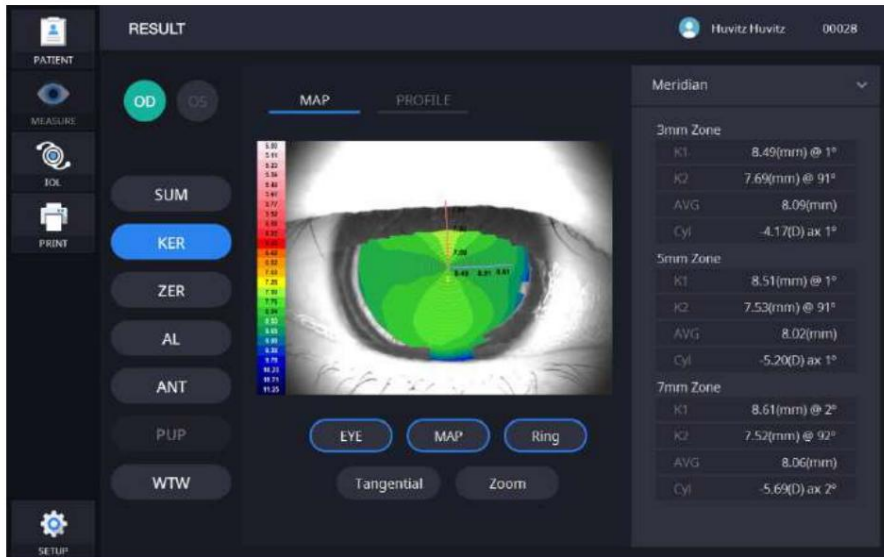 RESULT
Huvitz Huvitz 00028
PATIENT
MEASURE
IOL
PRINT
SETUP
OD OS
SUM
KER
ZER
AL
ANT
PUP
WTW
MAP PROFILE
EYE MAP Ring
Tangential Zoom
Meridian
3mm Zone
K1 8.49(mm) @ 1°
K2 7.69(mm) @ 91°
AVG 8.09(mm)
Cyl -4.17(D) ax 1°
5mm Zone
K1 8.51(mm) @ 1°
K2 7.53(mm) @ 91°
AVG 8.02(mm)
Cyl -5.20(D) ax 1°
7mm Zone
K1 8.61(mm) @ 2°
K2 7.52(mm) @ 92°
AVG 8.06(mm)
Cyl -5.69(D) ax 2°